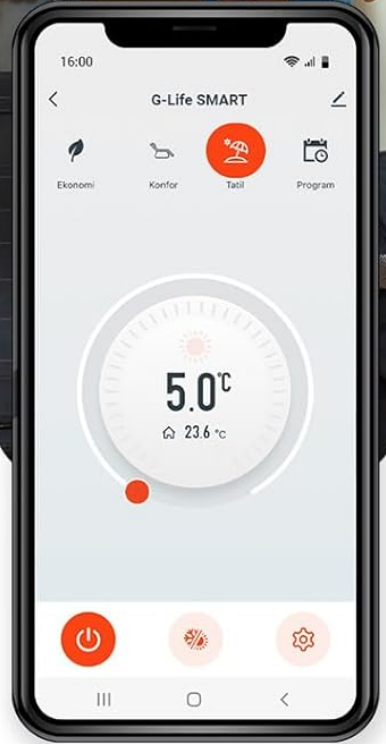 16:00
G-Life SMART
Ekonomi
Konfor
Tatil
Program
5.0°C
23.6 °C